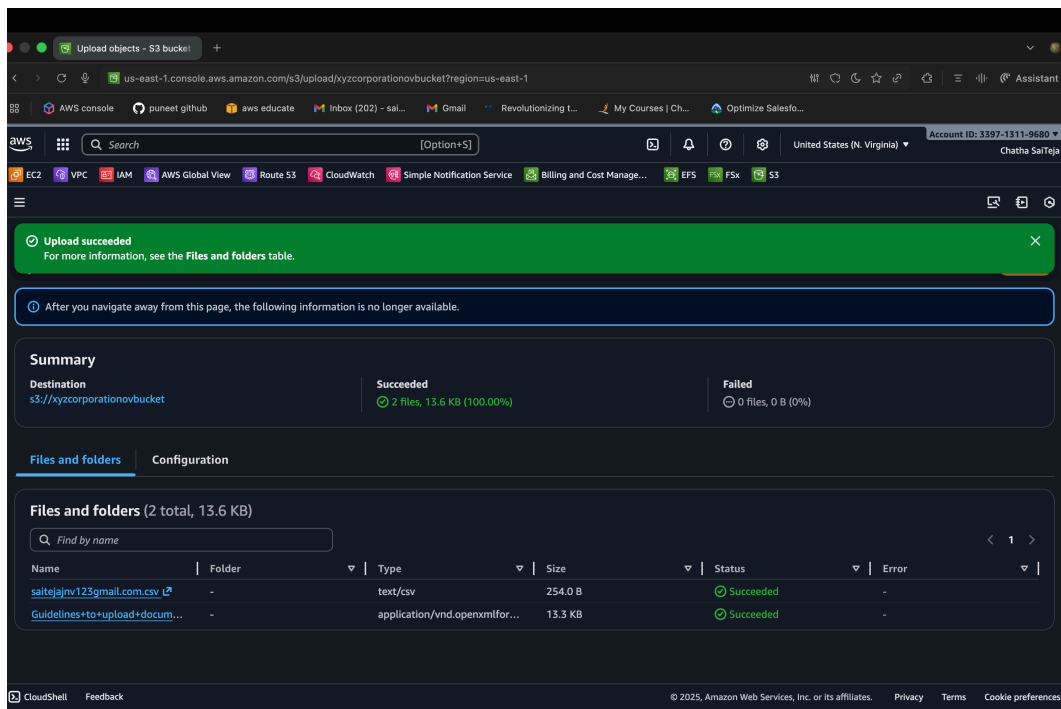 Upload objects - S3 bucket
us-east-1.console.aws.amazon.com/s3/upload/xyzcorporationovbucket?region=us-east-1
Assistant
AWS console puneet github aws educate Inbox (202) - sai... Gmail Revolutionizing t... My Courses | Ch... Optimize Salesfo...
aws Search [Option+S] United States (N. Virginia) Account ID: 3397-1311-9680
Chatha SaiTeja
EC2 VPC IAM AWS Global View Route 53 CloudWatch Simple Notification Service Billing and Cost Manage... EFS FSx FSx S3
Upload succeeded
For more information, see the Files and folders table.
After you navigate away from this page, the following information is no longer available.
Summary
Destination Succeeded Failed
s3://xyzcorporationovbucket 2 files, 13.6 KB (100.00%) 0 files, 0 B (0%)
Files and folders Configuration
Files and folders (2 total, 13.6 KB)
Find by name 1
Name Folder Type Size Status Error
saitejajnv123gmail.com.csv - text/csv 254.0 B Succeeded -
Guidelines+to+upload+docum... - application/vnd.openxmlfor... 13.3 KB Succeeded -
CloudShell Feedback © 2025, Amazon Web Services, Inc. or its affiliates. Privacy Terms Cookie preferences